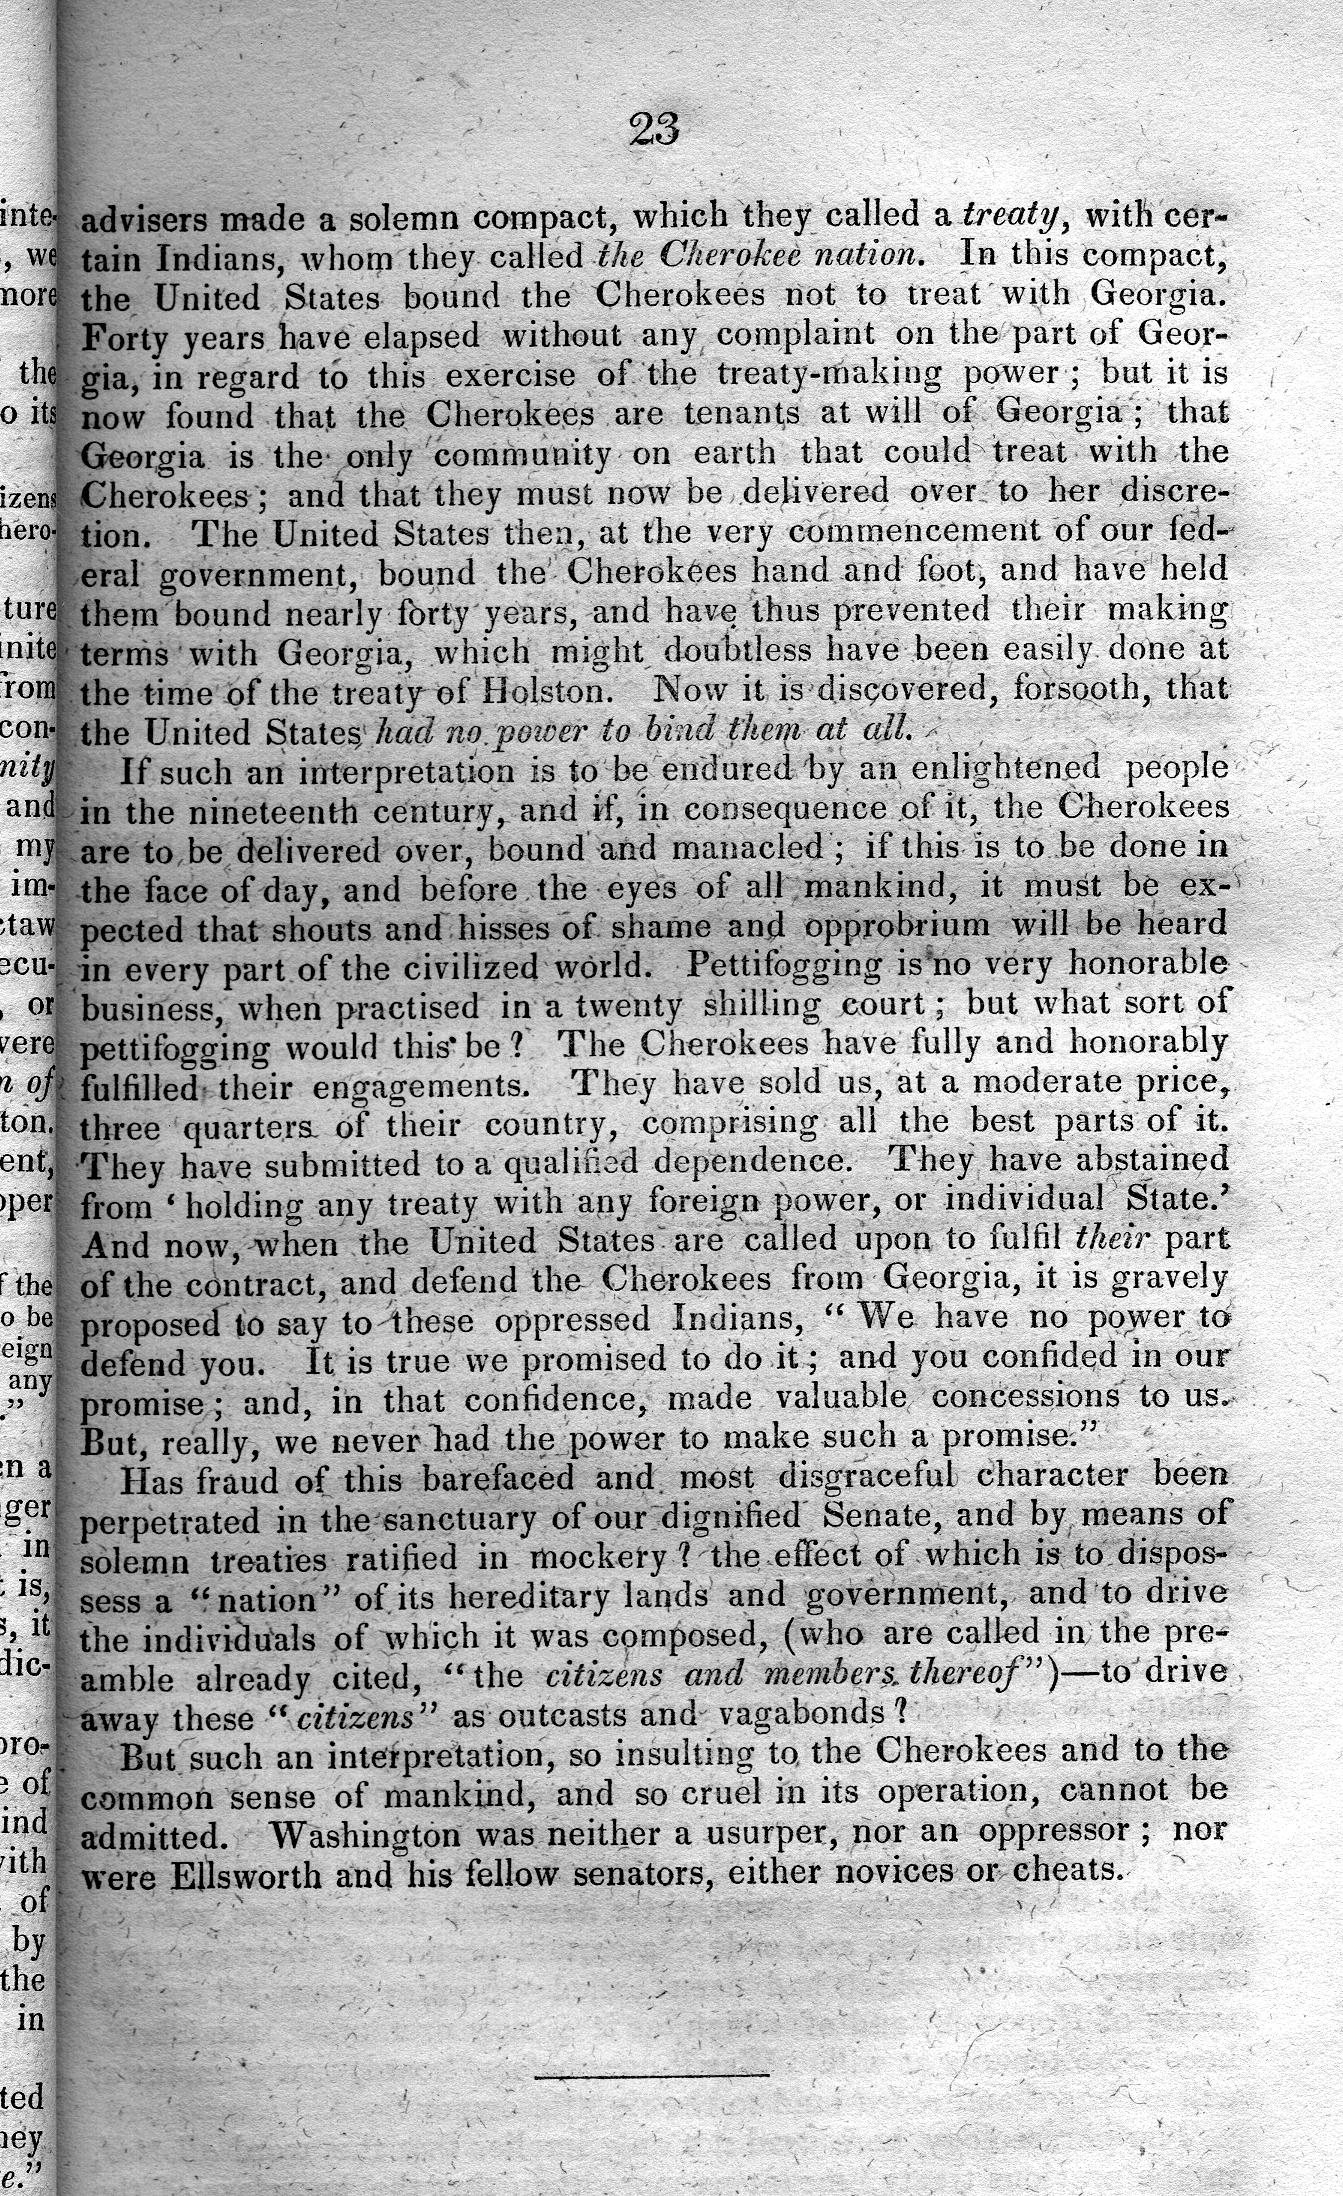 23
advisers made a solemn compact, which they called a treaty, with cer-
tain Indians, whom they called the Cherokee nation. In this compact,
the United States bound the Cherokees not to treat with Georgia.
Forty years have elapsed without any complaint on the part of Geor-
gia, in regard to this exercise of the treaty-making power; but it is
now found that the Cherokees are tenants at will of Georgia; that
Georgia is the only community on earth that could treat with the
Cherokees; and that they must now be delivered over to her discre-
tion. The United States then, at the very commencement of our fed-
eral government, bound the Cherokees hand and foot, and have held
them bound nearly forty years, and have thus prevented their making
terms with Georgia, which might doubtless have been easily done at
the time of the treaty of Holston. Now it is discovered, forsooth, that
the United States had no power to bind them at all.
If such an interpretation is to be endured by an enlightened people
in the nineteenth century, and if, in consequence of it, the Cherokees
are to be delivered over, bound and manacled; if this is to be done in
the face of day, and before the eyes of all mankind, it must be ex-
pected that shouts and hisses of shame and opprobrium will be heard
in every part of the civilized world. Pettifogging is no very honorable
business, when practised in a twenty shilling court; but what sort of
pettifogging would this be? The Cherokees have fully and honorably
fulfilled their engagements. They have sold us, at a moderate price,
three quarters of their country, comprising all the best parts of it.
They have submitted to a qualified dependence. They have abstained
from ‘holding any treaty with any foreign power, or individual State.’
And now, when the United States are called upon to fulfil their part
of the contract, and defend the Cherokees from Georgia, it is gravely
proposed to say to these oppressed Indians, “We have no power to
defend you. It is true we promised to do it; and you confided in our
promise; and, in that confidence, made valuable concessions to us.
But, really, we never had the power to make such a promise.”
Has fraud of this barefaced and most disgraceful character been
perpetrated in the sanctuary of our dignified Senate, and by means of
solemn treaties ratified in mockery? the effect of which is to dispos-
sess a “nation” of its hereditary lands and government, and to drive
the individuals of which it was composed, (who are called in the pre-
amble already cited, “the citizens and members thereof”)—to drive
away these “citizens” as outcasts and vagabonds?
But such an interpretation, so insulting to the Cherokees and to the
common sense of mankind, and so cruel in its operation, cannot be
admitted. Washington was neither a usurper, nor an oppressor; nor
were Ellsworth and his fellow senators, either novices or cheats.